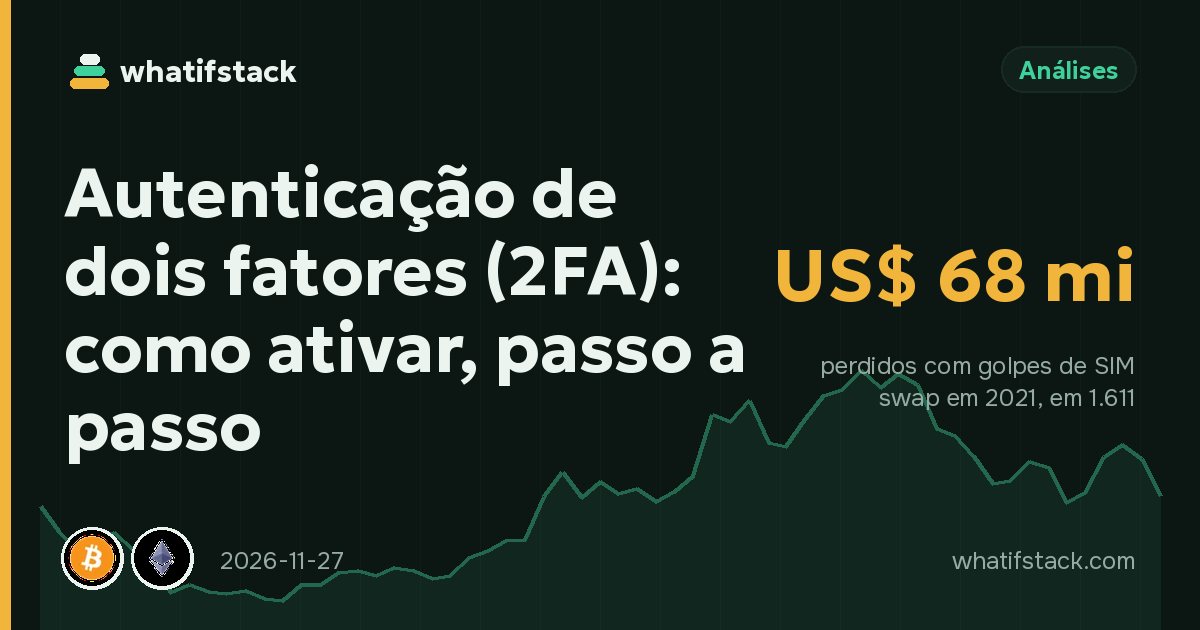 whatifstack
Análises
Autenticação de
dois fatores (2FA):
como ativar, passo a
passo
US$ 68 mi
perdidos com golpes de SIM
swap em 2021, em 1.611
2026-11-27
whatifstack.com